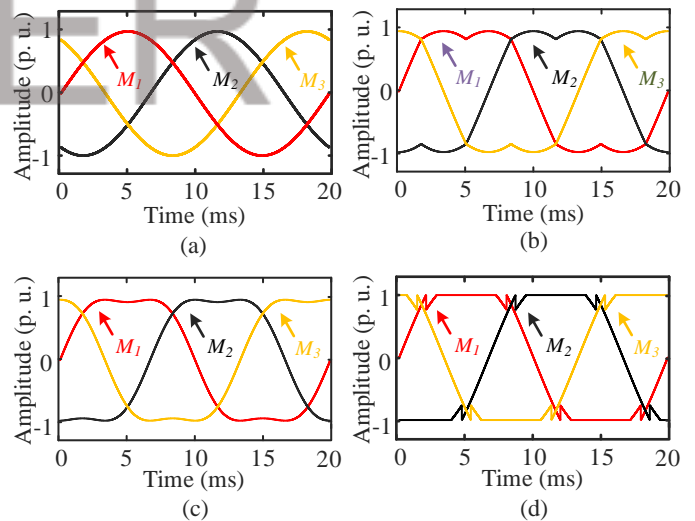 ER
Amplitude (p. u.)
1
0
-1
M1
M2
M3
0
5
10
15
20
Time (ms)
(a)
Amplitude (p. u.)
1
0
-1
M1
M2
M3
0
5
10
15
20
Time (ms)
(b)
Amplitude (p. u.)
1
0
-1
M1
M2
M3
0
5
10
15
20
Time (ms)
(c)
Amplitude (p. u.)
1
0
-1
M1
M2
M3
0
5
10
15
20
Time (ms)
(d)